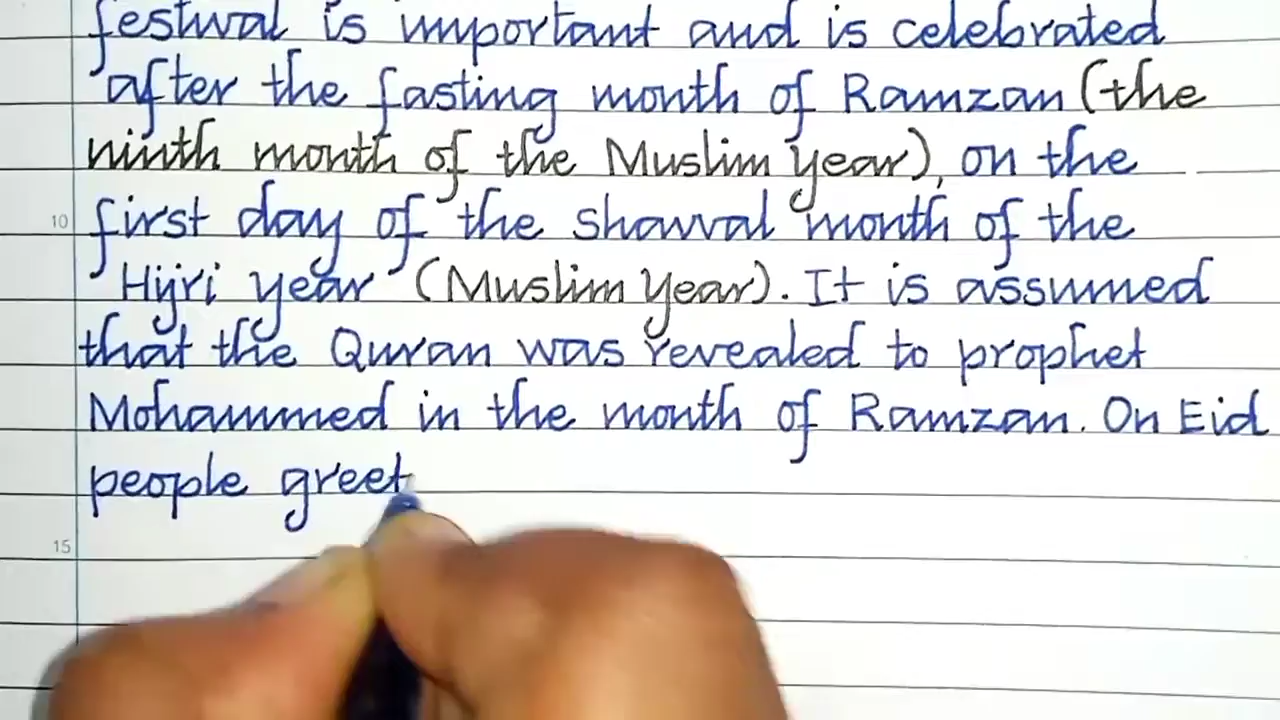 festival is important and is celebrated
after the fasting month of Ramzan (the
ninth month of the Muslim Year), on the
10 first day of the shawal month of the
Hijri year (Muslim Year). It is assumed
that the Quran was revealed to prophet
Mohammed in the month of Ramzan. On Eid
people greet
15